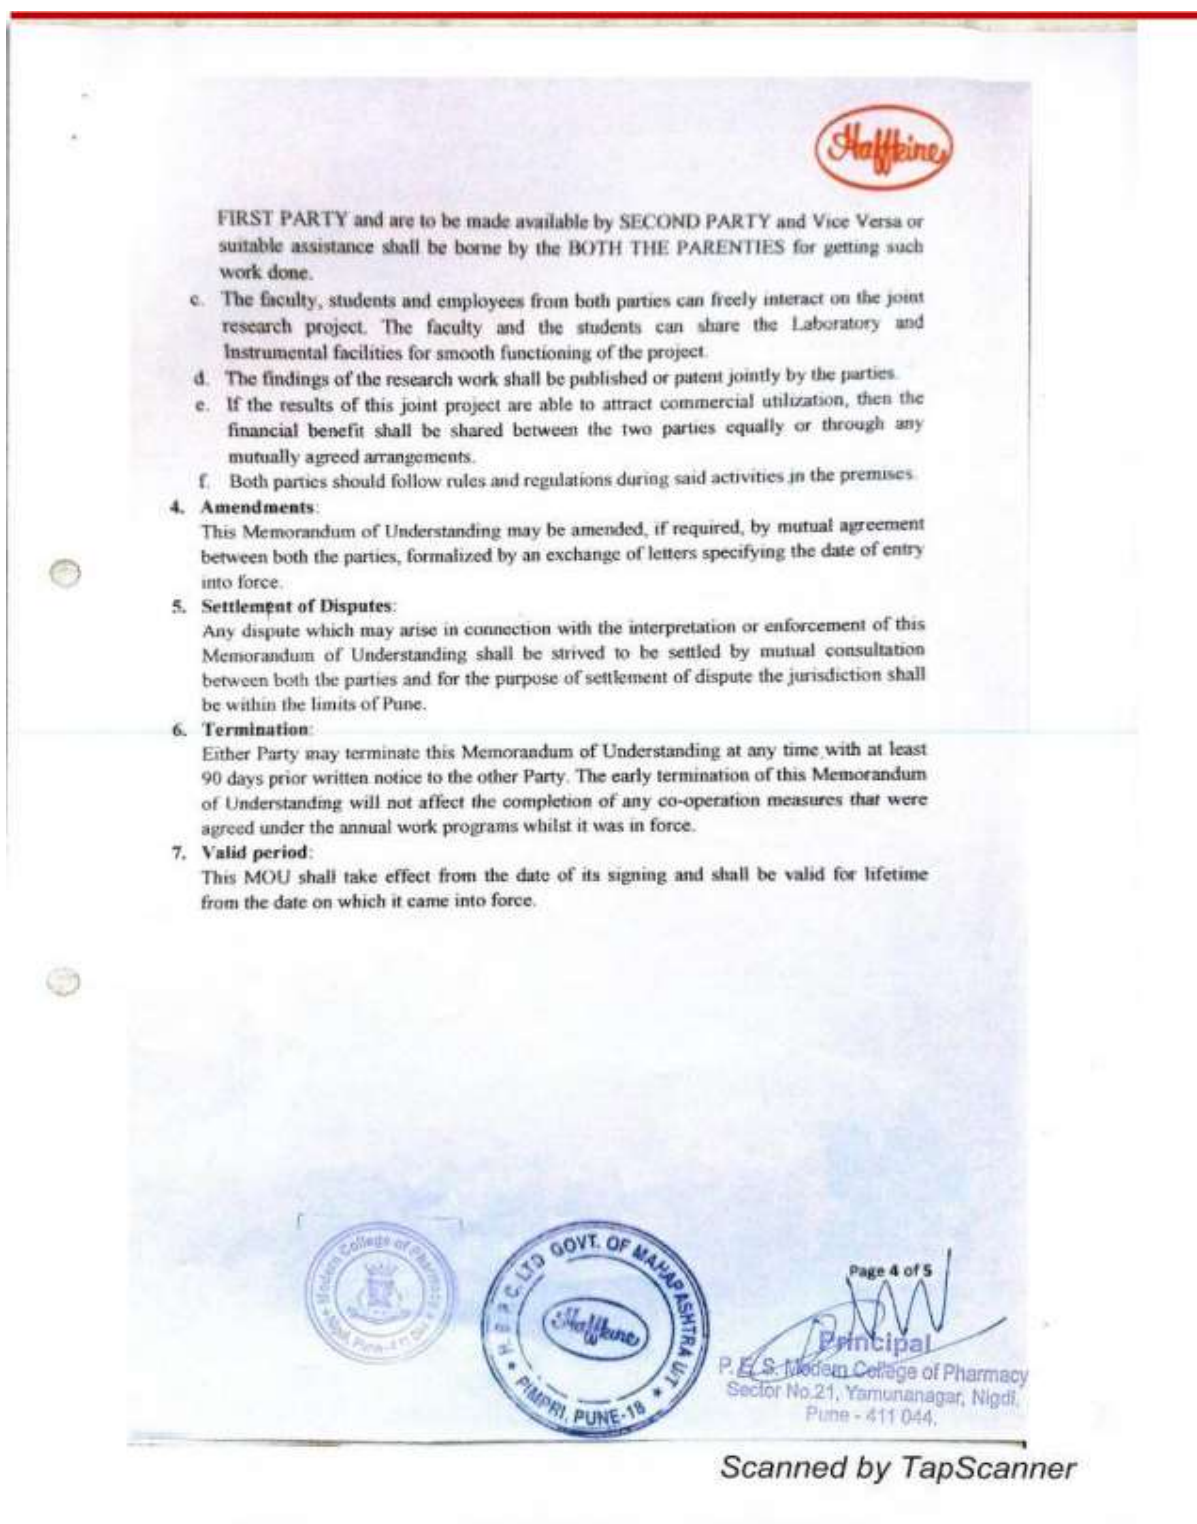 Haffkine
FIRST PARTY and are to be made available by SECOND PARTY and Vice Versa or
suitable assistance shall be borne by the BOTH THE PARENTIES for getting such
work done.
c. The faculty, students and employees from both parties can freely interact on the joint
research project. The faculty and the students can share the Laboratory and
Instrumental facilities for smooth functioning of the project.
d. The findings of the research work shall be published or patent jointly by the parties.
e. If the results of this joint project are able to attract commercial utilization, then the
financial benefit shall be shared between the two parties equally or through any
mutually agreed arrangements.
f. Both parties should follow rules and regulations during said activities in the premises.
4. Amendments:
This Memorandum of Understanding may be amended, if required, by mutual agreement
between both the parties, formalized by an exchange of letters specifying the date of entry
into force.
5. Settlement of Disputes:
Any dispute which may arise in connection with the interpretation or enforcement of this
Memorandum of Understanding shall be strived to be settled by mutual consultation
between both the parties and for the purpose of settlement of dispute the jurisdiction shall
be within the limits of Pune.
6. Termination:
Either Party may terminate this Memorandum of Understanding at any time with at least
90 days prior written notice to the other Party. The early termination of this Memorandum
of Understanding will not affect the completion of any co-operation measures that were
agreed under the annual work programs whilst it was in force.
7. Valid period:
This MOU shall take effect from the date of its signing and shall be valid for lifetime
from the date on which it came into force.
Modern College of Pharmacy
Nigdi, Pune-
C. LTD GOVT. OF MAHARASHTRA U/T
Haffkine
PIMPRI, PUNE-18
Page 4 of 5
Principal
P. E. S. Modern College of Pharmacy
Sector No.21, Yamunanagar, Nigdi,
Pune - 411 044.
Scanned by TapScanner